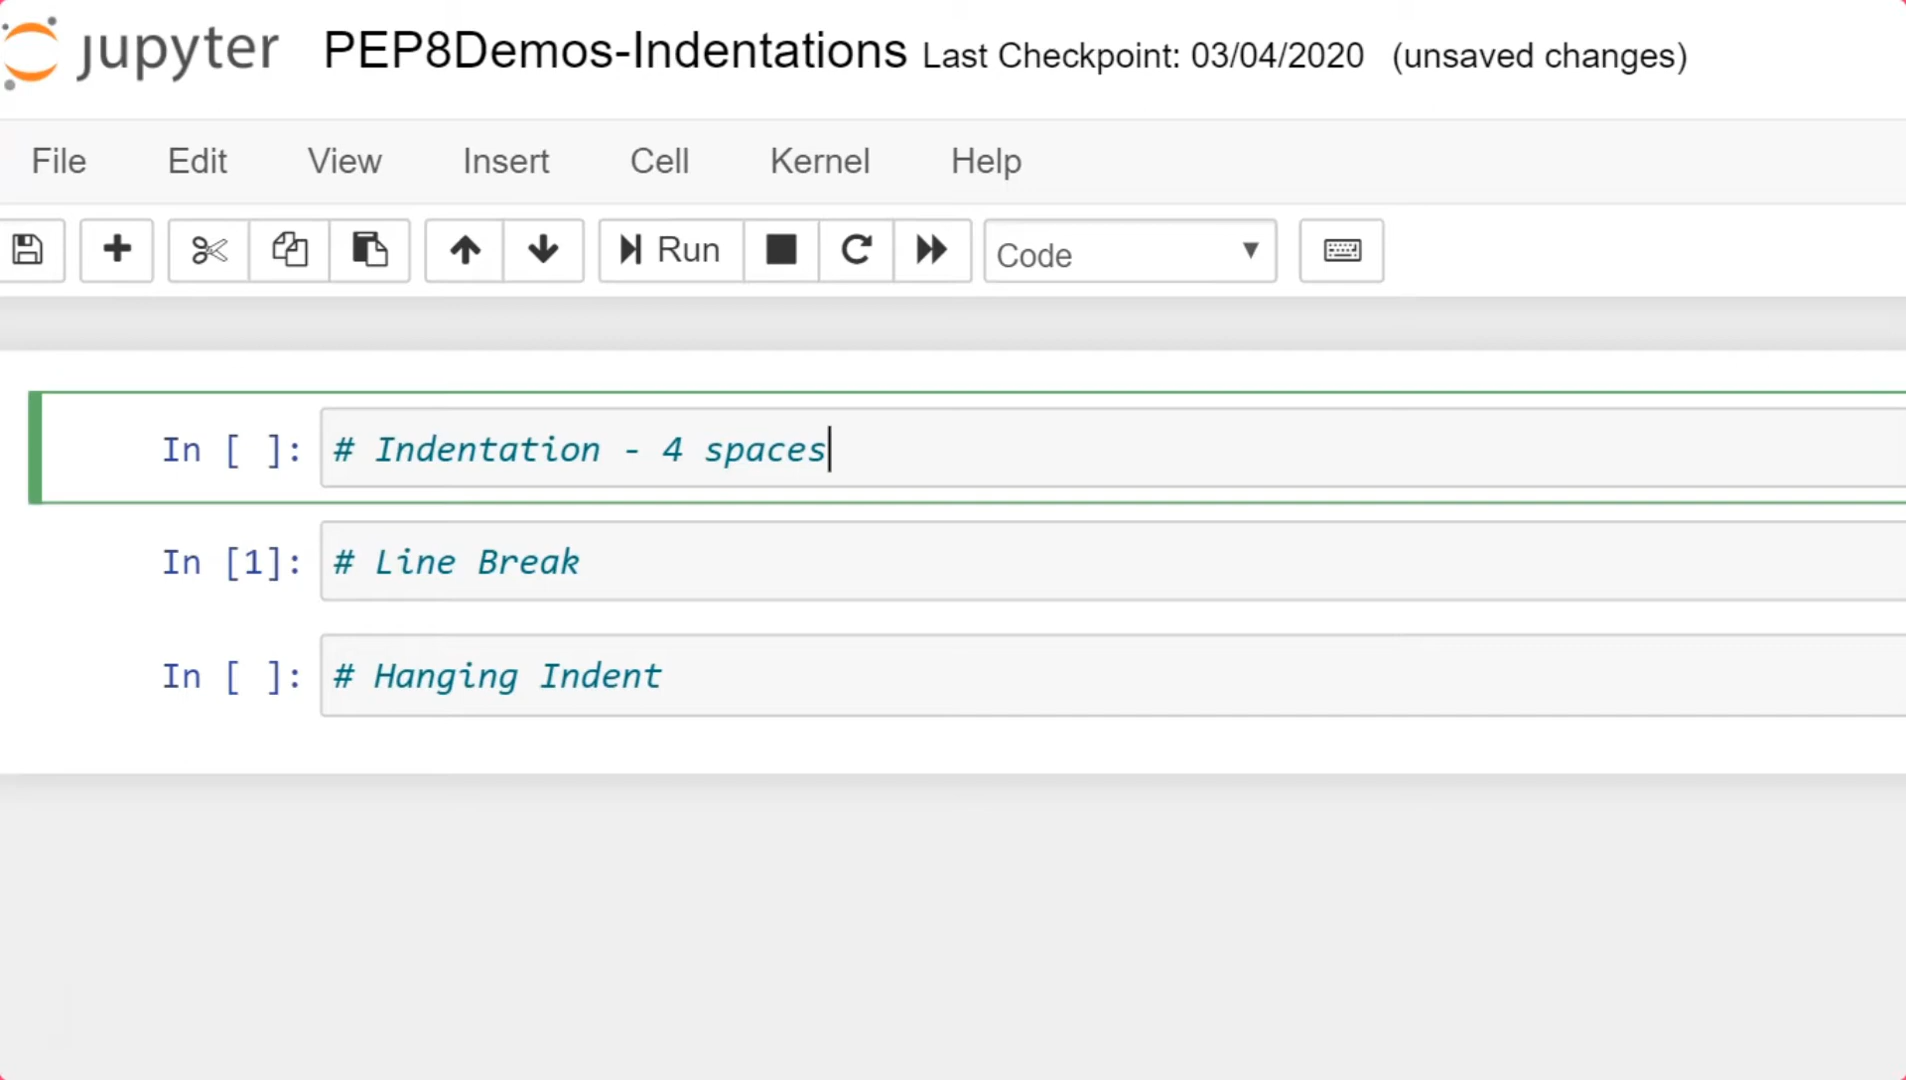 jupyter PEP8Demos-Indentations Last Checkpoint: 03/04/2020 (unsaved changes)
File Edit View Insert Cell Kernel Help
Run Code
In [ ]: # Indentation - 4 spaces
In [1]: # Line Break
In [ ]: # Hanging Indent